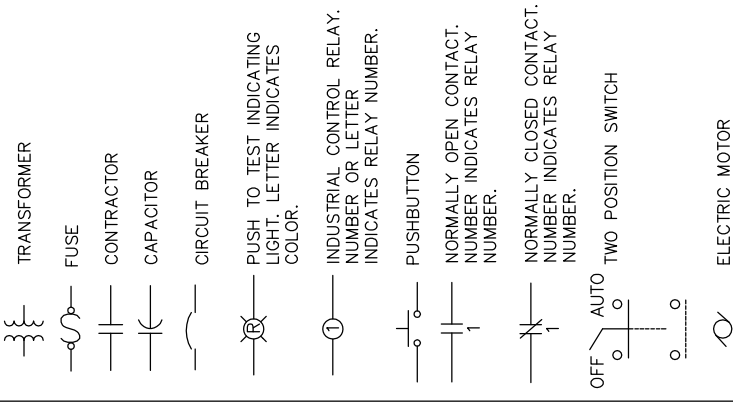 TRANSFORMER
FUSE
CONTRACTOR
CAPACITOR
CIRCUIT BREAKER
R
PUSH TO TEST INDICATING
LIGHT. LETTER INDICATES
COLOR.
1
INDUSTRIAL CONTROL RELAY.
NUMBER OR LETTER
INDICATES RELAY NUMBER.
PUSHBUTTON
1
NORMALLY OPEN CONTACT.
NUMBER INDICATES RELAY
NUMBER.
1
NORMALLY CLOSED CONTACT.
NUMBER INDICATES RELAY
NUMBER.
OFF AUTO
TWO POSITION SWITCH
ELECTRIC MOTOR